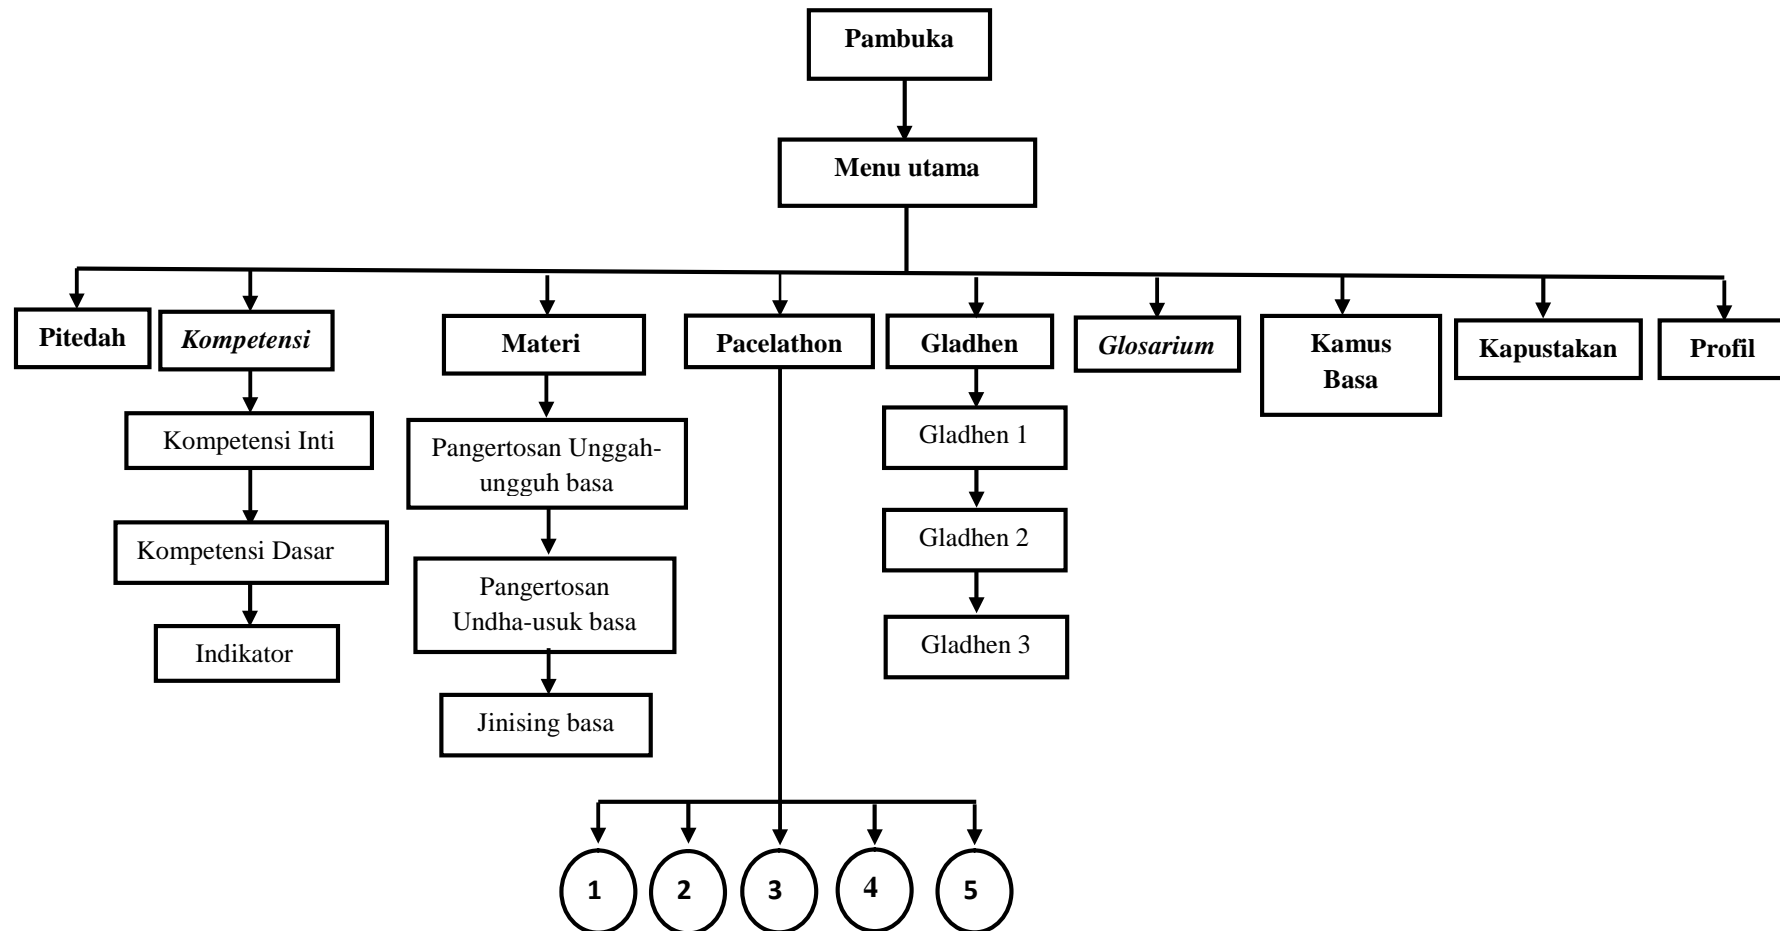 Pambuka
Menu utama
Pitedah
Kompetensi
Materi
Pacelathon
Gladhen
Glosarium
Kamus
Basa
Kapustakan
Profil
Kompetensi Inti
Kompetensi Dasar
Indikator
Pangertosan Unggah-
ungguh basa
Pangertosan
Undha-usuk basa
Jinising basa
Gladhen 1
Gladhen 2
Gladhen 3
1
2
3
4
5